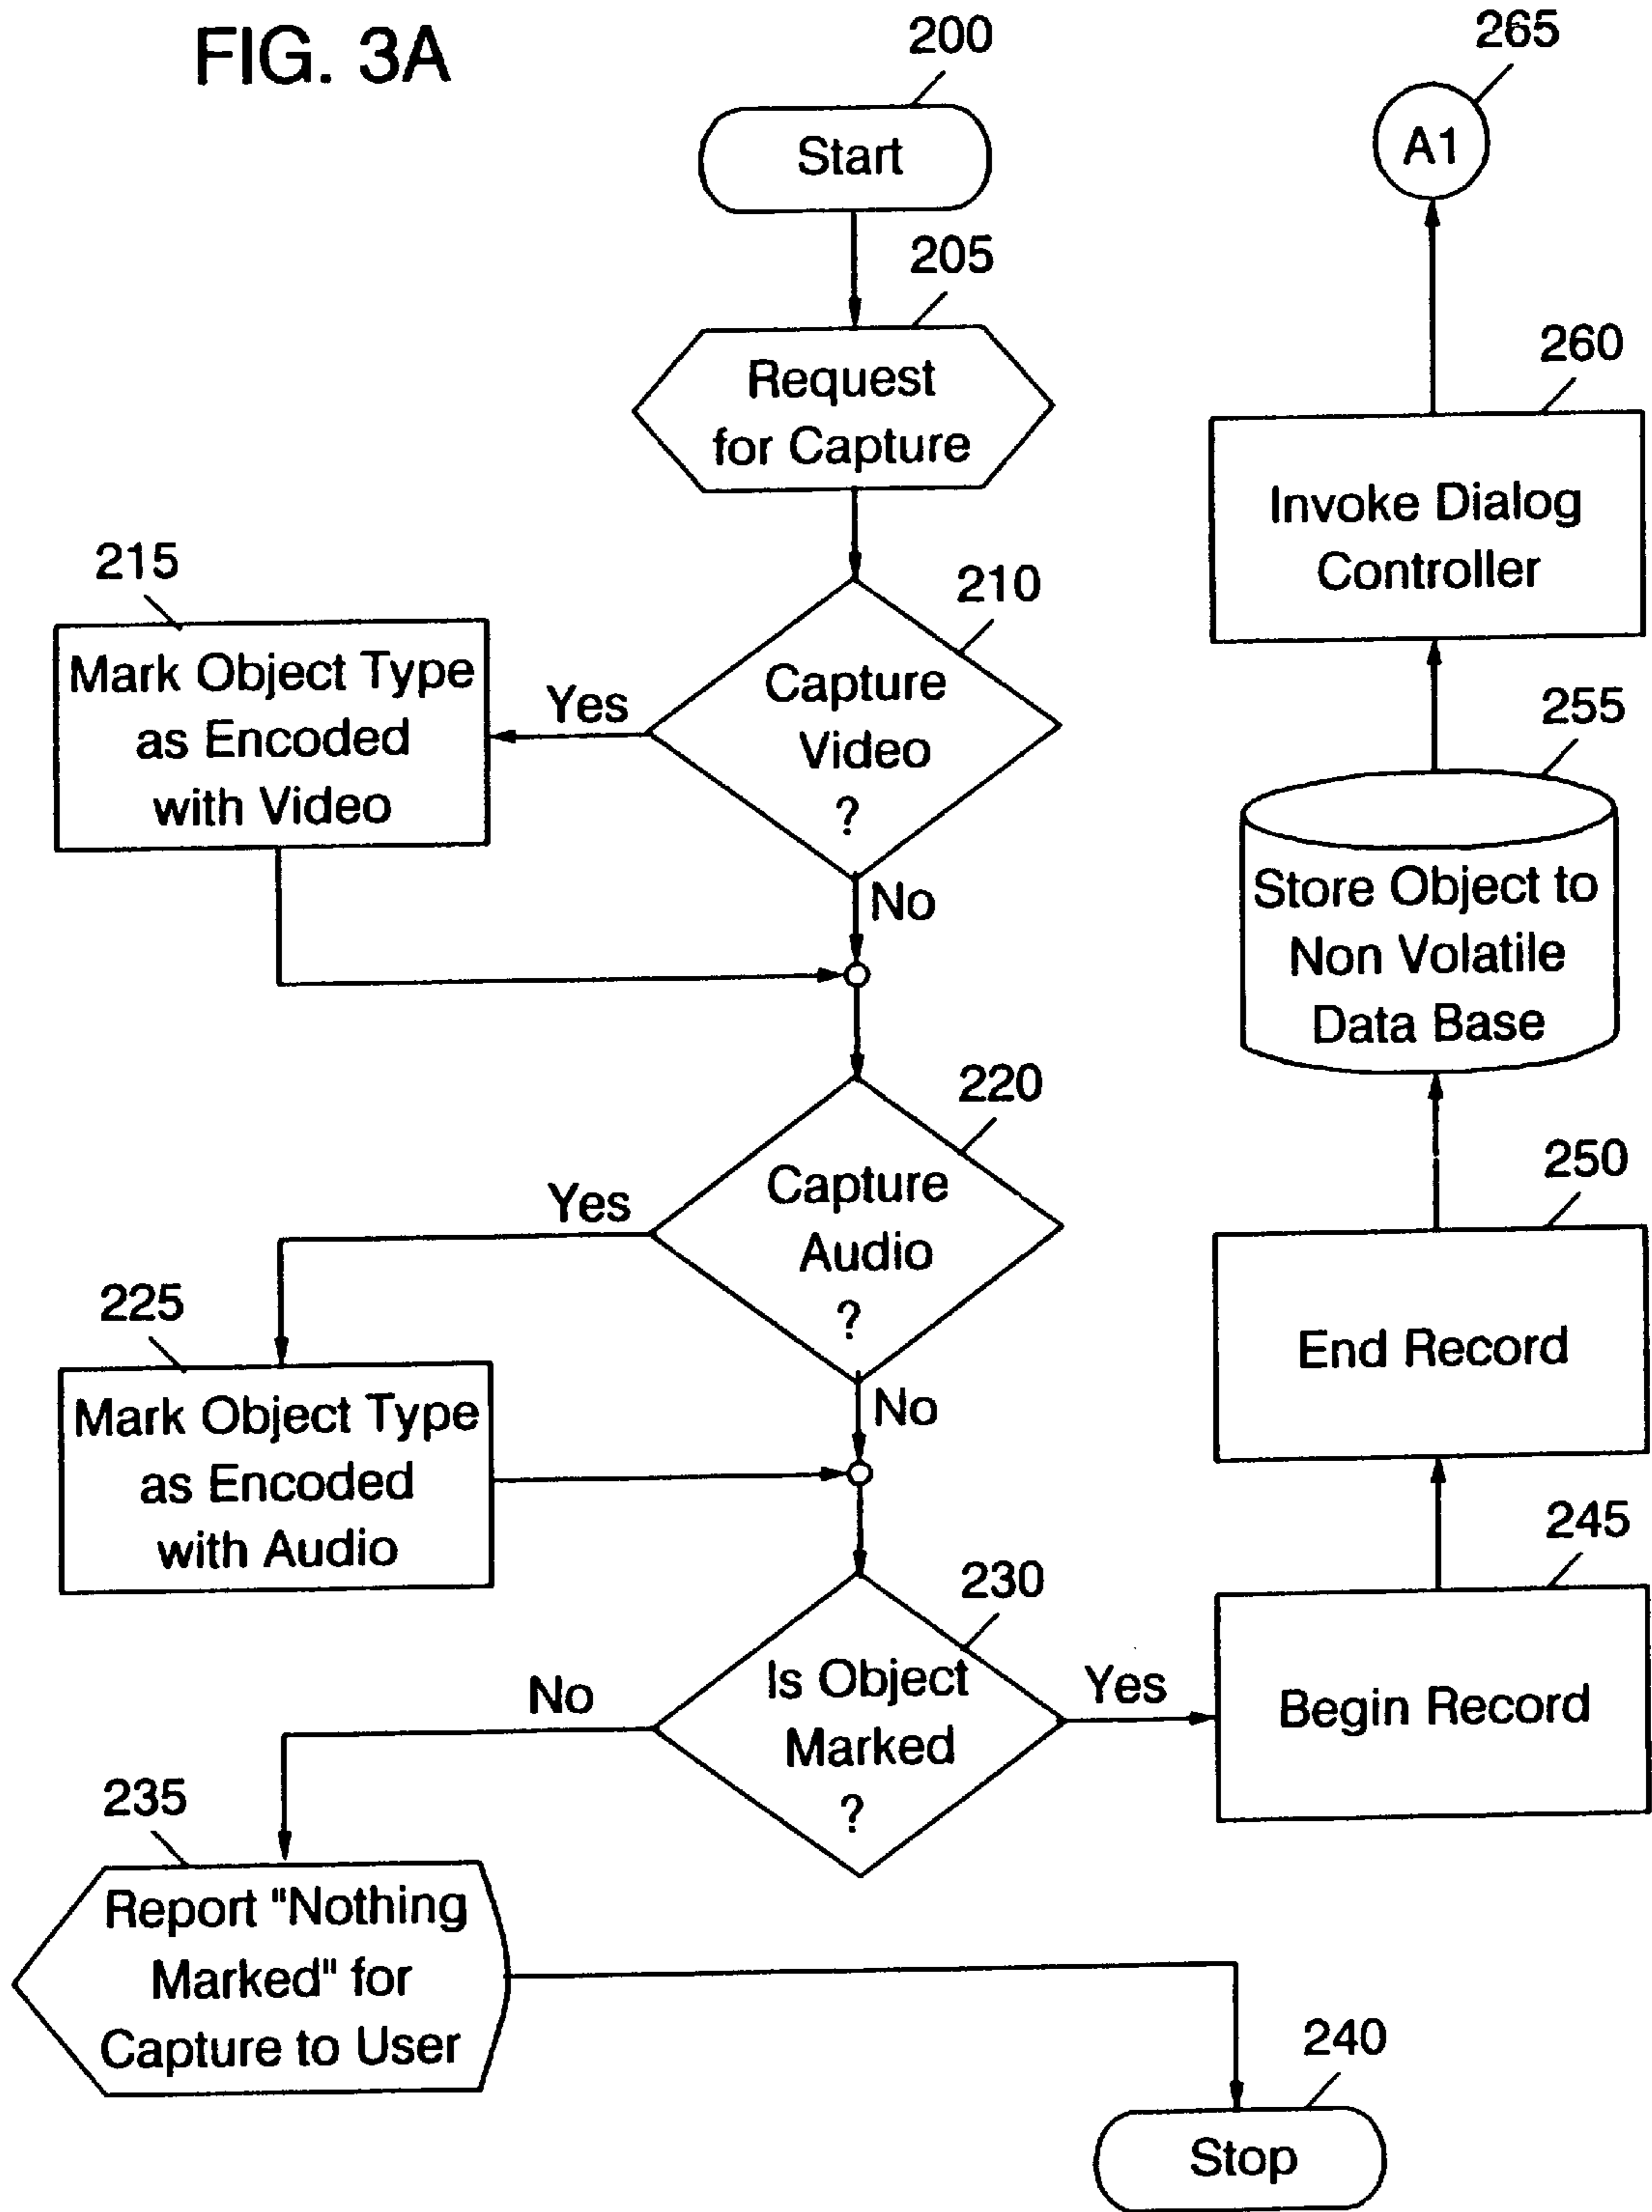 FIG. 3A
200
Start
205
Request
for Capture
210
Capture
Video
?
Yes
No
215
Mark Object Type
as Encoded
with Video
220
Capture
Audio
?
Yes
No
225
Mark Object Type
as Encoded
with Audio
230
Is Object
Marked
?
No
Yes
235
Report "Nothing
Marked" for
Capture to User
240
Stop
245
Begin Record
250
End Record
255
Store Object to
Non Volatile
Data Base
260
Invoke Dialog
Controller
265
A1